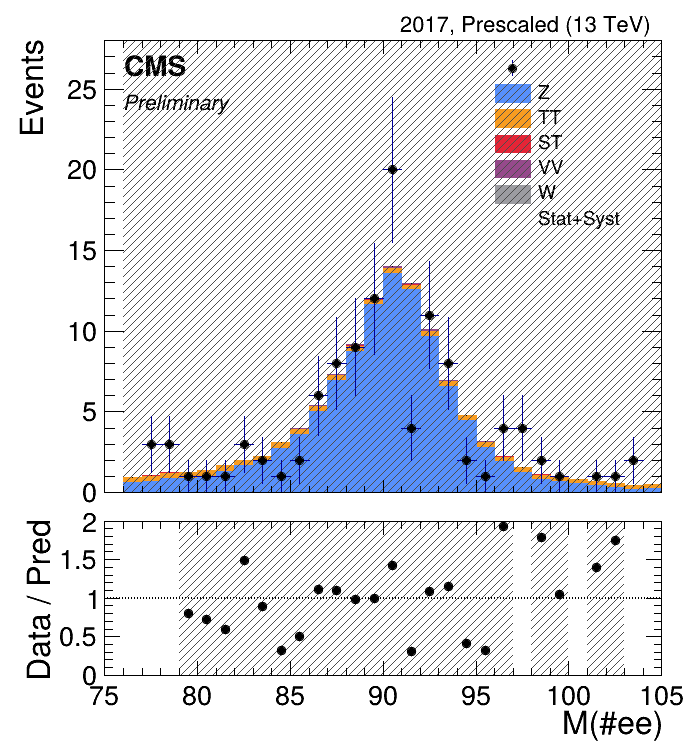 2017, Prescaled (13 TeV)
CMS
Preliminary
Events
25
20
15
10
5
0
Z
TT
ST
VV
W
Stat+Syst
Data / Pred
2
1.5
1
0.5
0
75 80 85 90 95 100 105
M(#ee)